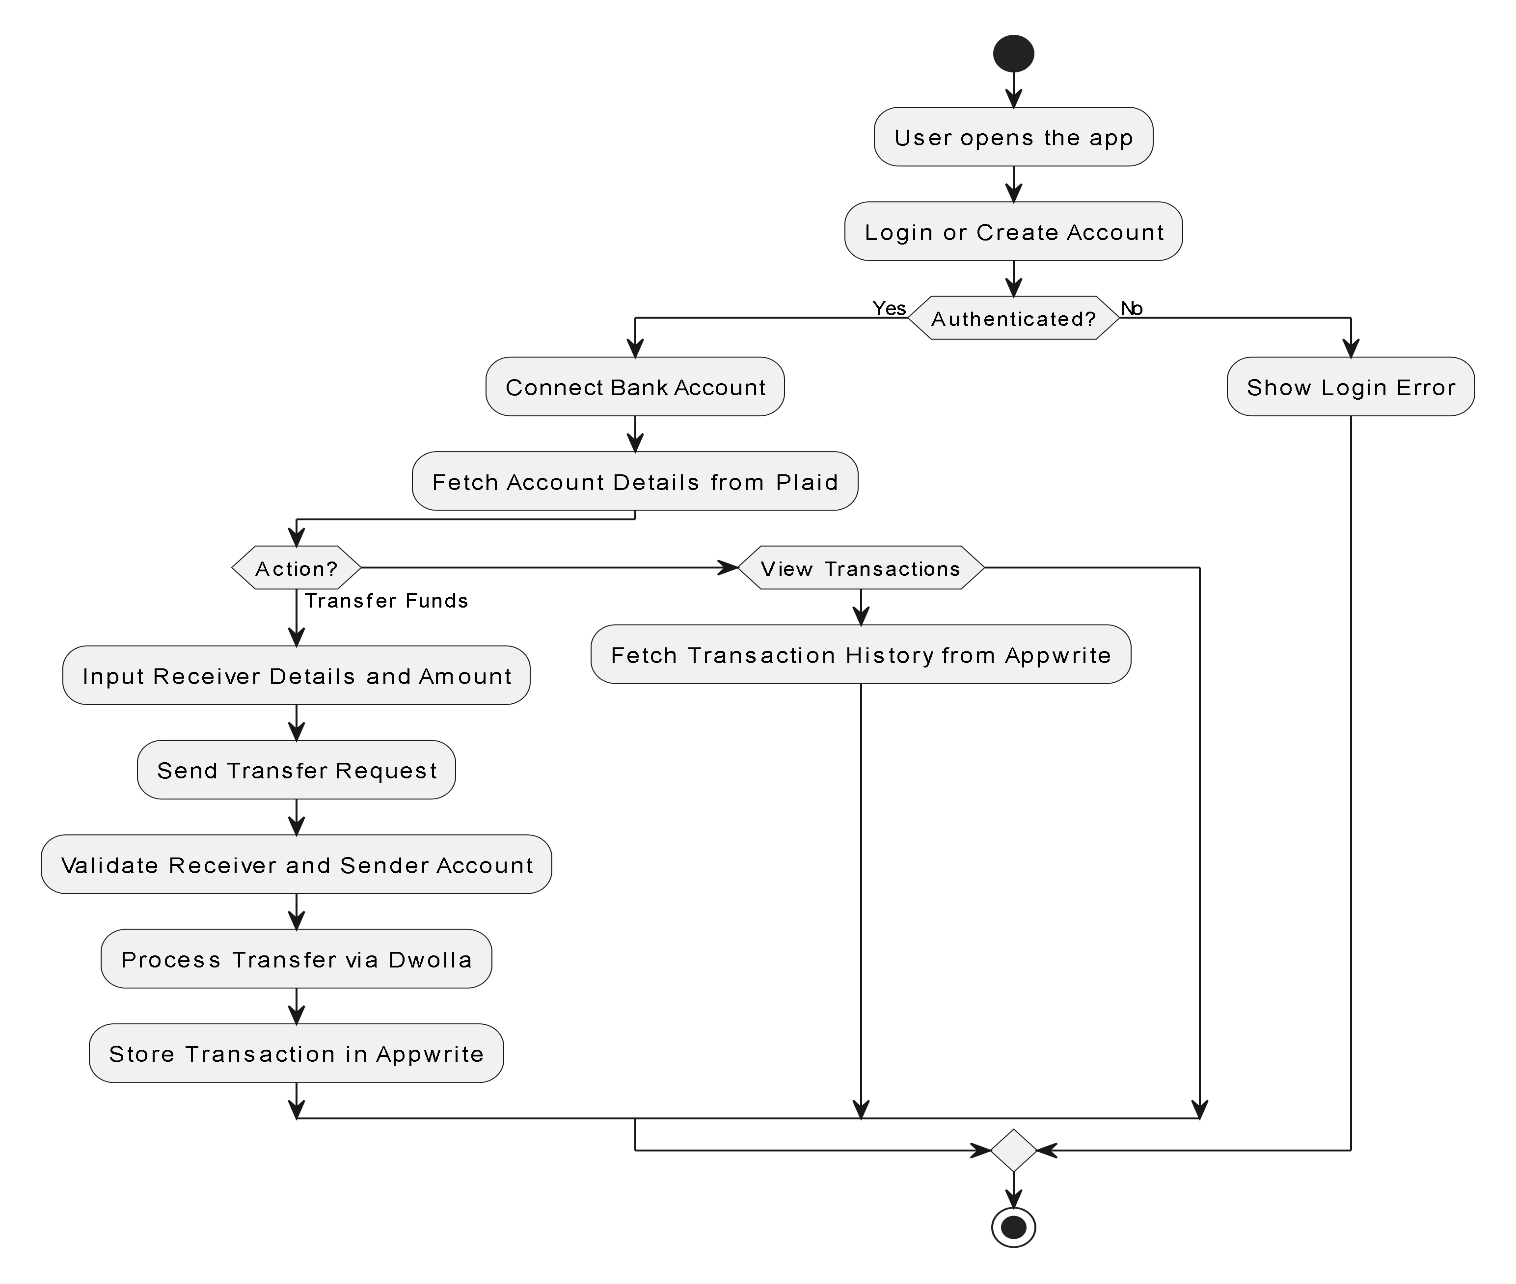 User opens the app
Login or Create Account
Yes
Authenticated?
No
Connect Bank Account
Show Login Error
Fetch Account Details from Plaid
Action?
View Transactions
Transfer Funds
Fetch Transaction History from Appwrite
Input Receiver Details and Amount
Send Transfer Request
Validate Receiver and Sender Account
Process Transfer via Dwolla
Store Transaction in Appwrite